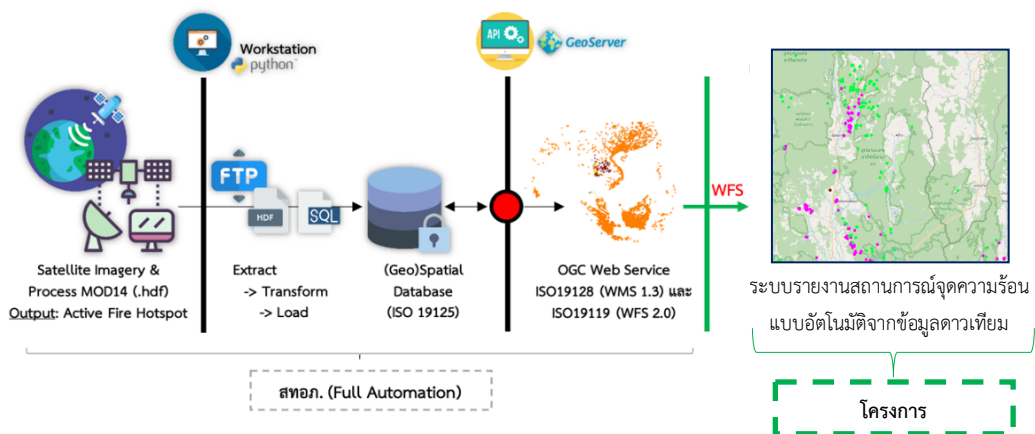 Workstation
python
API
GeoServer
FTP
HDF
SQL
WFS
Satellite Imagery &
Process MOD14 (.hdf)
Output: Active Fire Hotspot
Extract
-> Transform
-> Load
(Geo)Spatial
Database
(ISO 19125)
OGC Web Service
ISO19128 (WMS 1.3) และ
ISO19119 (WFS 2.0)
ระบบรายงานสถานการณ์จุดความร้อน
แบบอัตโนมัติจากข้อมูลดาวเทียม
สทอภ. (Full Automation)
โครงการ